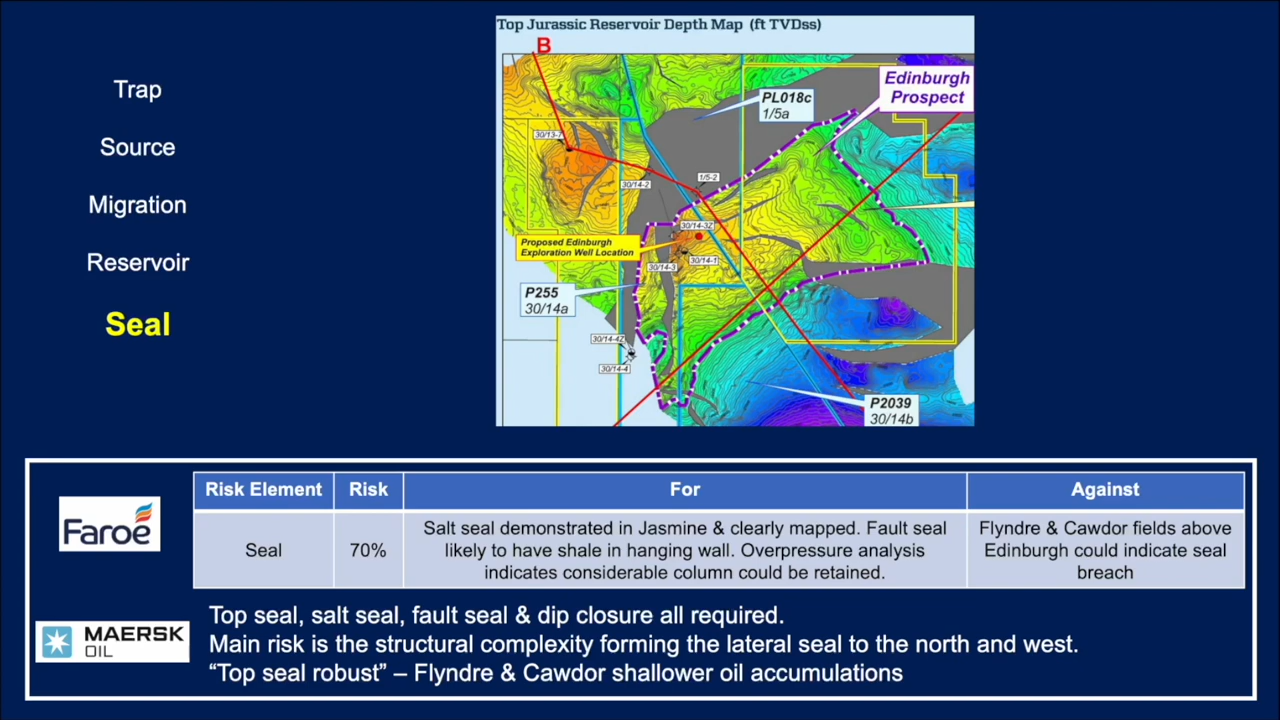 Top Jurassic Reservoir Depth Map (ft TVDss)
B
Trap
Source
Migration
Reservoir
Seal
Edinburgh
Prospect
PL018c
1/5a
30/13-7
30/14-2
1/5-2
30/14-3Z
Proposed Edinburgh
Exploration Well Location
30/14-3
30/14-1
P255
30/14a
30/14-4Z
30/14-4
P2039
30/14b
Faroe
Risk Element Risk For Against
Seal 70%
Salt seal demonstrated in Jasmine & clearly mapped. Fault seal
likely to have shale in hanging wall. Overpressure analysis
indicates considerable column could be retained.
Flyndre & Cawdor fields above
Edinburgh could indicate seal
breach
MAERSK
OIL
Top seal, salt seal, fault seal & dip closure all required.
Main risk is the structural complexity forming the lateral seal to the north and west.
“Top seal robust” – Flyndre & Cawdor shallower oil accumulations